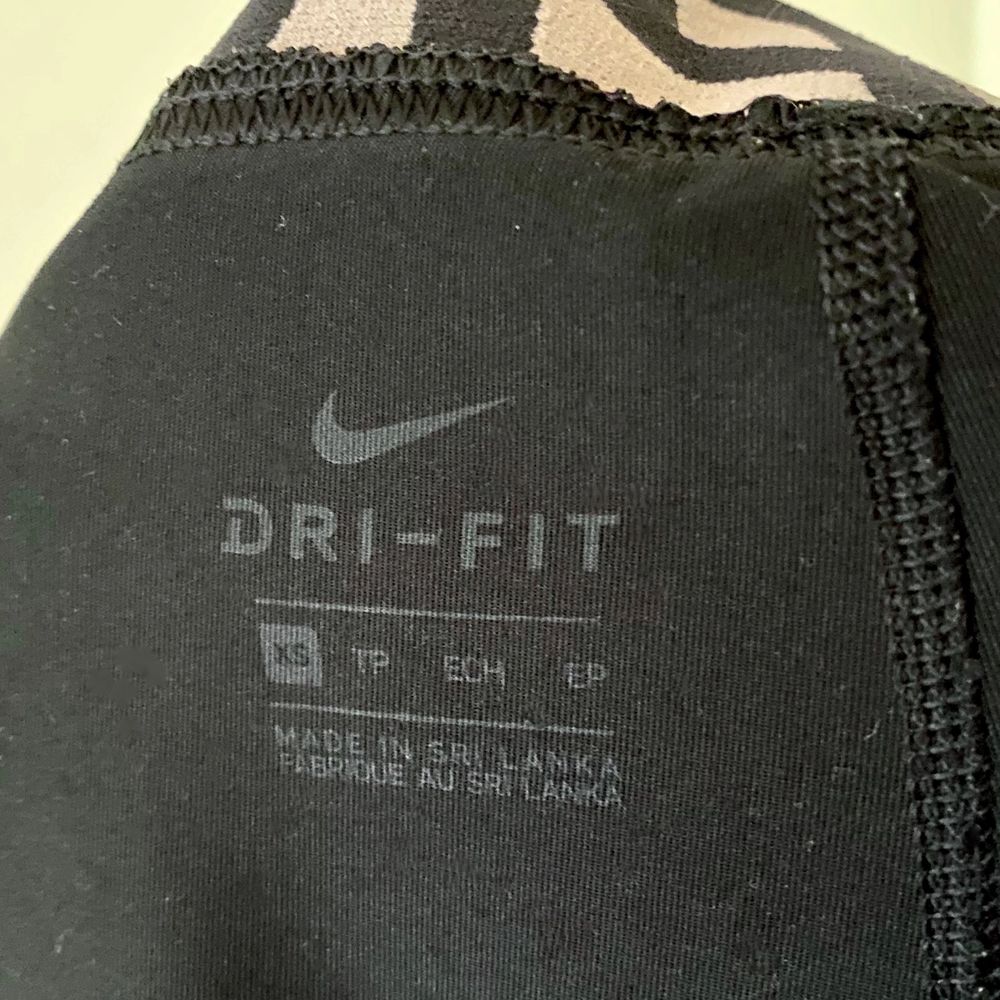 DRI-FIT
XS TP ECH EP
MADE IN SRI LANKA
FABRIQUE AU SRI LANKA